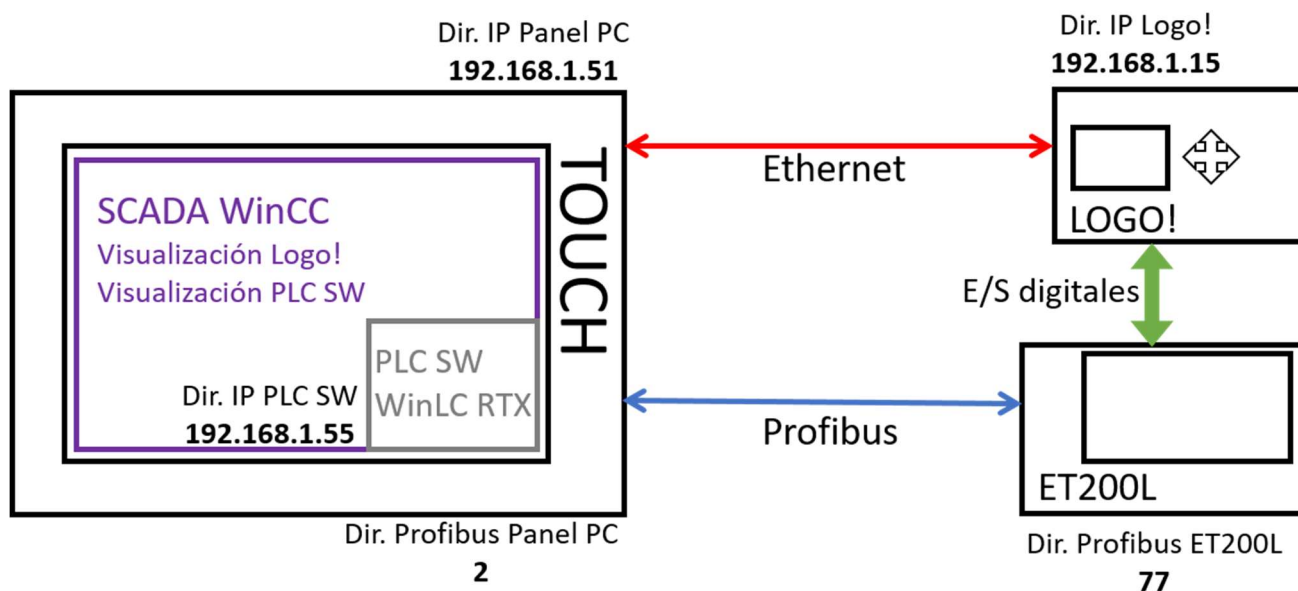 Dir. IP Panel PC
192.168.1.51
Dir. IP Logo!
192.168.1.15
SCADA WinCC
Visualización Logo!
Visualización PLC SW
TOUCH
PLC SW
WinLC RTX
Dir. IP PLC SW
192.168.1.55
Ethernet
LOGO!
E/S digitales
Profibus
ET200L
Dir. Profibus Panel PC
2
Dir. Profibus ET200L
77